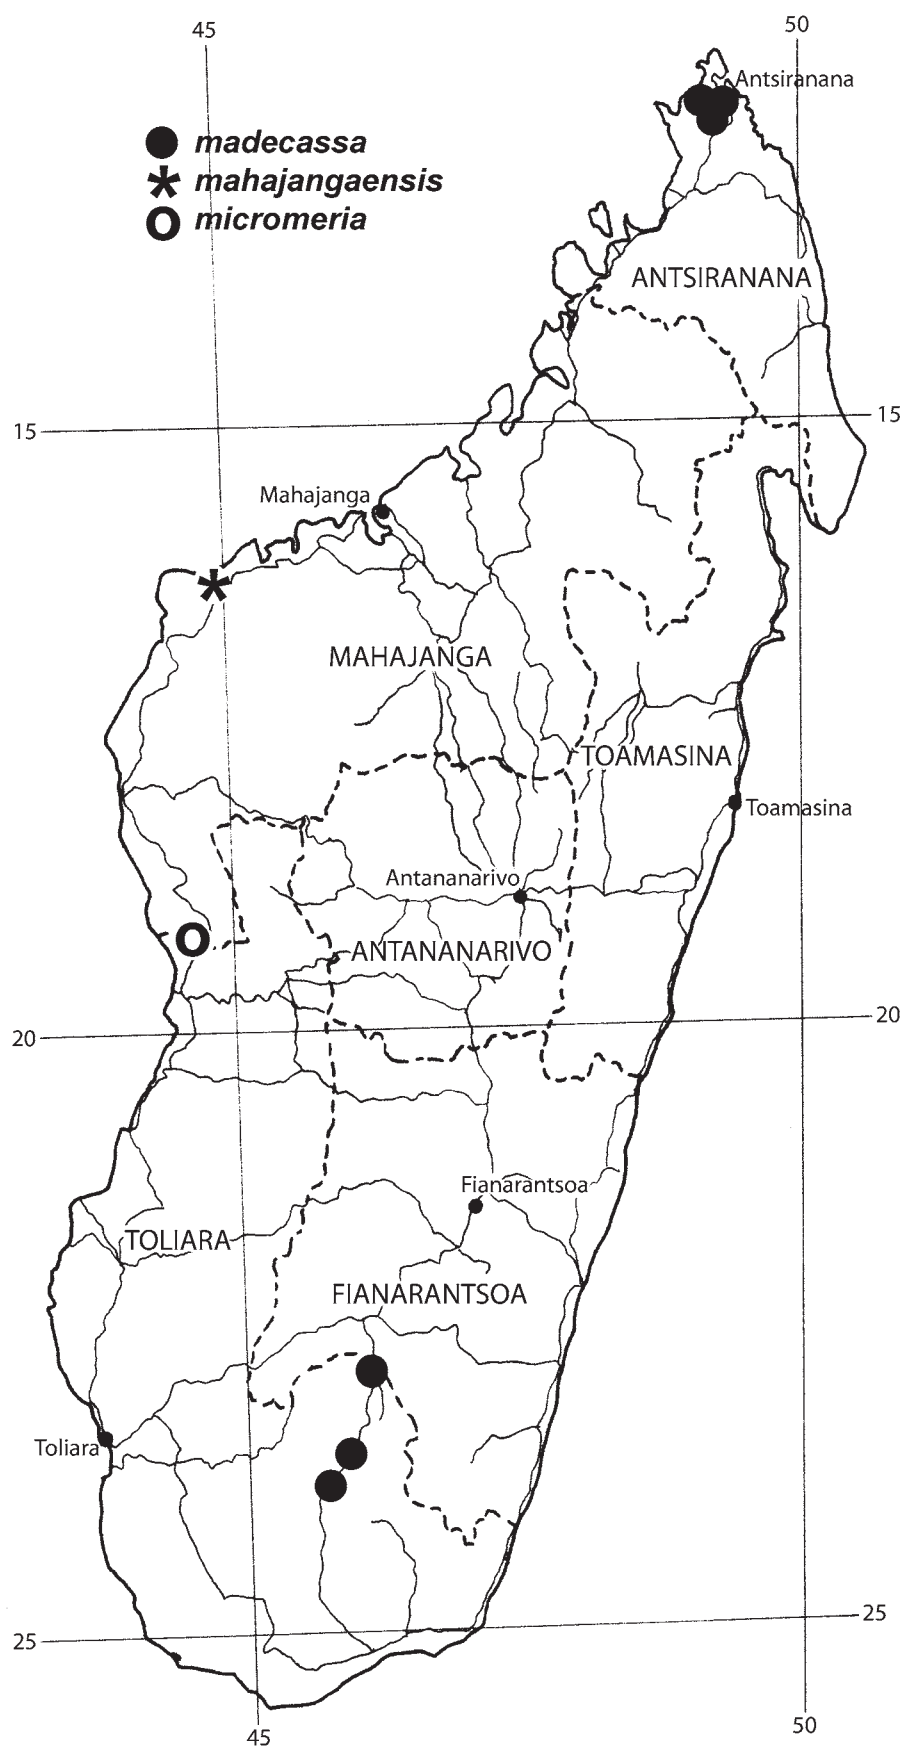 45
50
Antsiranana
madecassa
* mahajangaensis
o micromeria
ANTSIRANANA
15
15
Mahajanga
MAHAJANGA
TOAMASINA
Toamasina
Antananarivo
ANTANANARIVO
20
20
Fianarantsoa
TOLIARA
FIANARANTSOA
Toliara
25
25
45
50